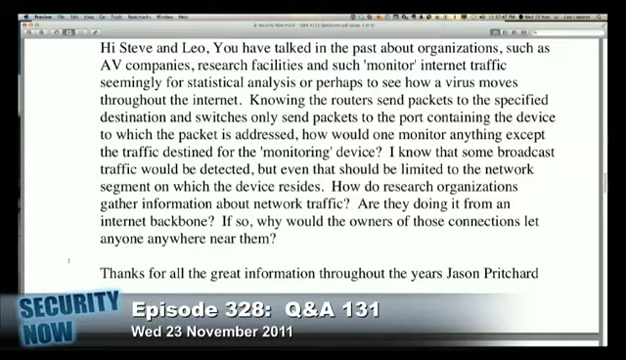 Hi Steve and Leo, You have talked in the past about organizations, such as
AV companies, research facilities and such 'monitor' internet traffic
seemingly for statistical analysis or perhaps to see how a virus moves
throughout the internet.  Knowing the routers send packets to the specified
destination and switches only send packets to the port containing the device
to which the packet is addressed, how would one monitor anything except
the traffic destined for the 'monitoring' device?  I know that some broadcast
traffic would be detected, but even that should be limited to the network
segment on which the device resides.  How do research organizations
gather information about network traffic?  Are they doing it from an
internet backbone?  If so, why would the owners of those connections let
anyone anywhere near them?
Thanks for all the great information throughout the years Jason Pritchard
SECURITY
NOW
Episode 328:  Q&A 131
Wed 23 November 2011